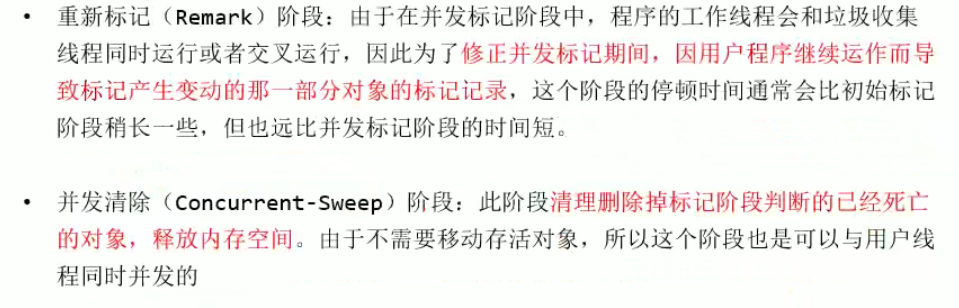 • 重新标记（Remark）阶段：由于在并发标记阶段中，程序的工作线程会和垃圾收集
线程同时运行或者交叉运行，因此为了修正并发标记期间，因用户程序继续运作而导
致标记产生变动的那一部分对象的标记记录，这个阶段的停顿时间通常会比初始标记
阶段稍长一些，但也远比并发标记阶段的时间短。
• 并发清除（Concurrent-Sweep）阶段：此阶段清理删除掉标记阶段判断的已经死亡
的对象，释放内存空间。由于不需要移动存活对象，所以这个阶段也是可以与用户线
程同时并发的